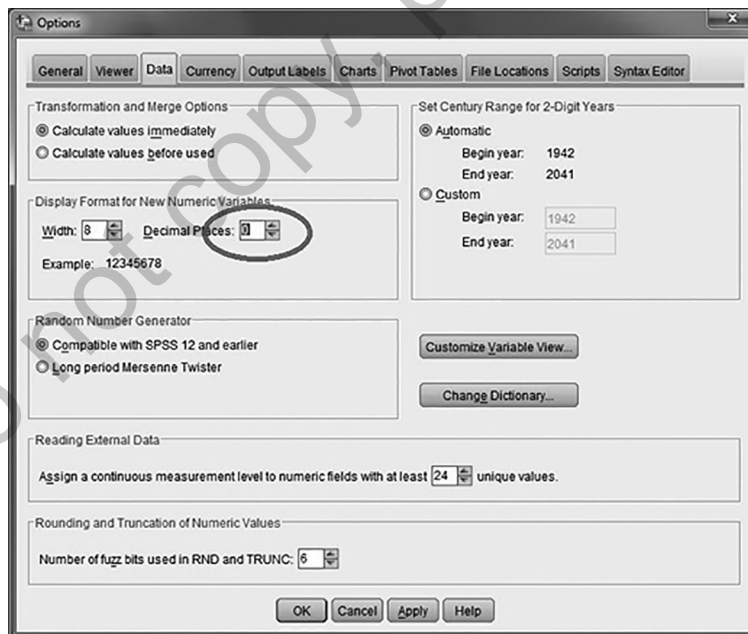 Options
General Viewer Data Currency Output Labels Charts Pivot Tables File Locations Scripts Syntax Editor
Transformation and Merge Options
Calculate values immediately
Calculate values before used
Display Format for New Numeric Variables
Width: 8 Decimal Places: 0
Example: 12345678
Random Number Generator
Compatible with SPSS 12 and earlier
Long period Mersenne Twister
Set Century Range for 2-Digit Years
Automatic
Begin year: 1942
End year: 2041
Custom
Begin year: 1942
End year: 2041
Customize Variable View...
Change Dictionary...
Reading External Data
Assign a continuous measurement level to numeric fields with at least 24 unique values.
Rounding and Truncation of Numeric Values
Number of fuzz bits used in RND and TRUNC: 6
OK Cancel Apply Help
not copy, p